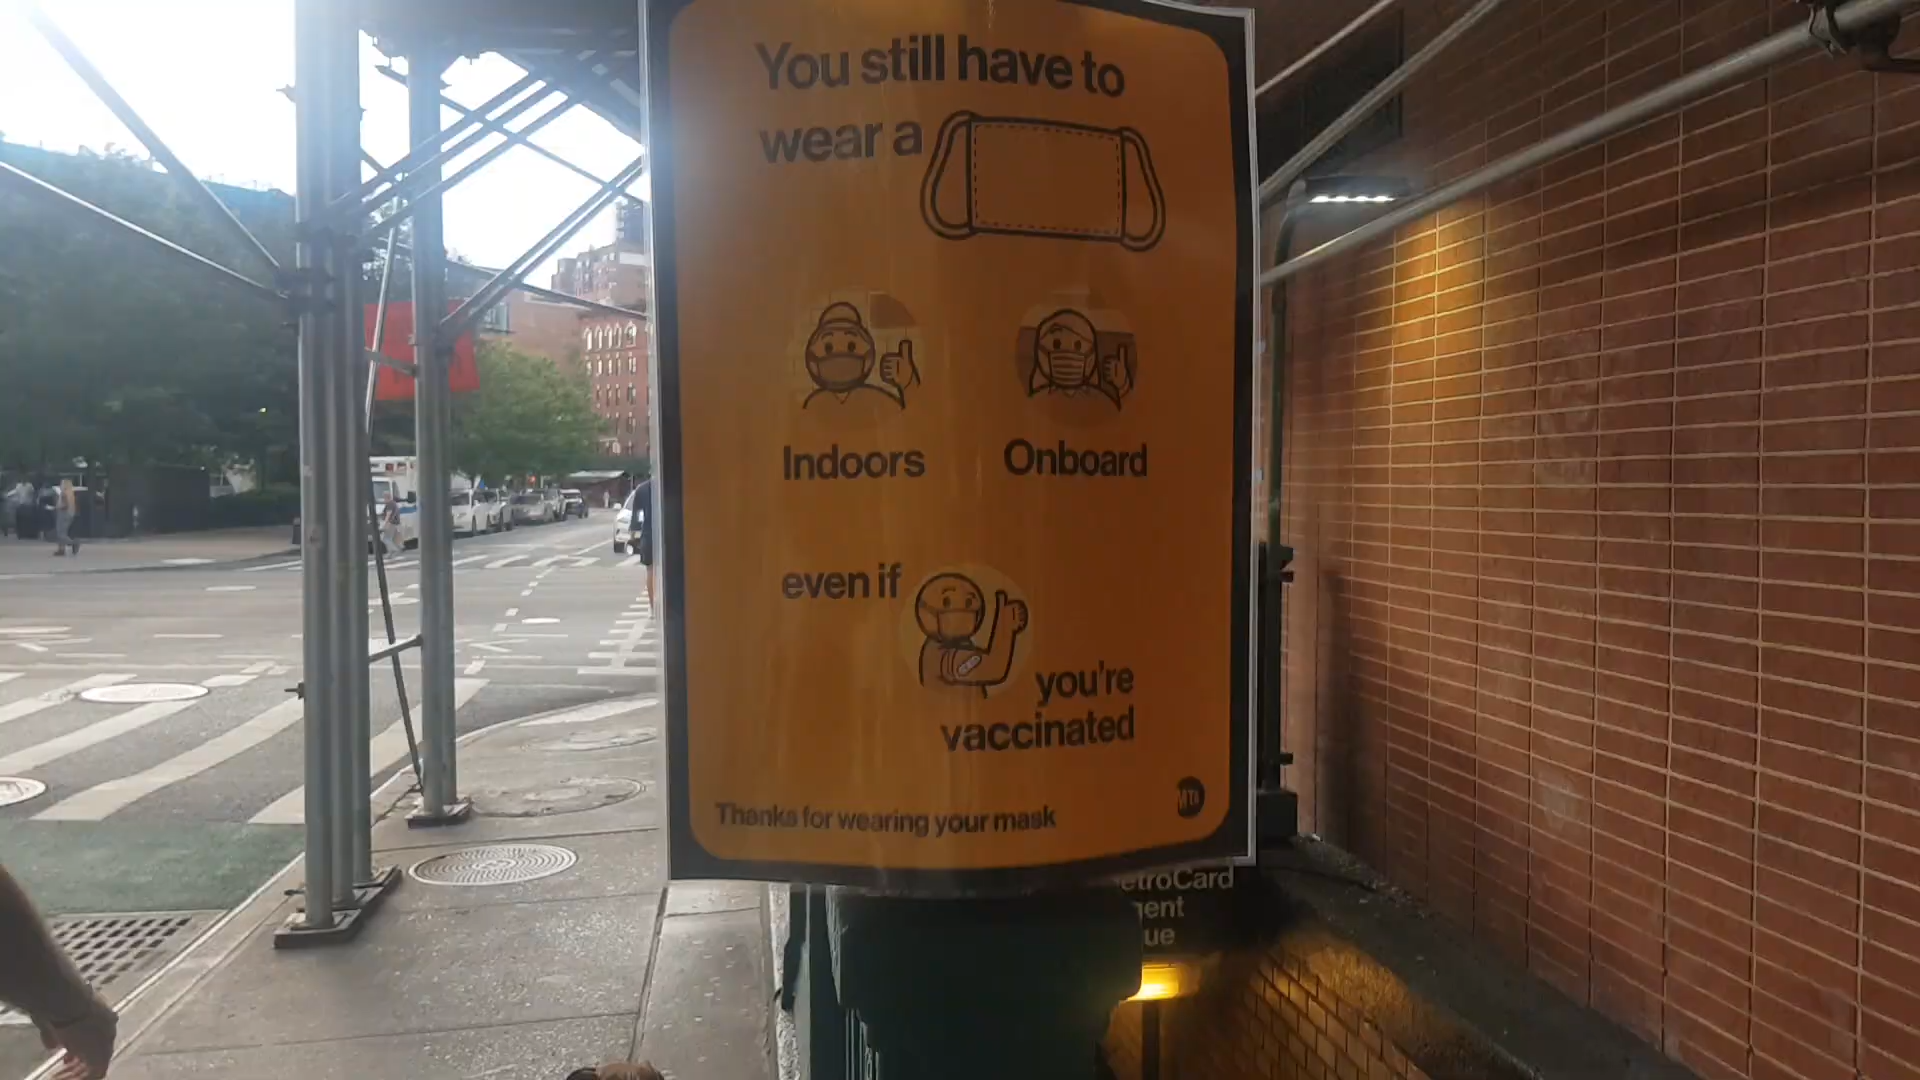 You still have to
wear a
Indoors
Onboard
even if
you're
vaccinated
Thanks for wearing your mask
MTA